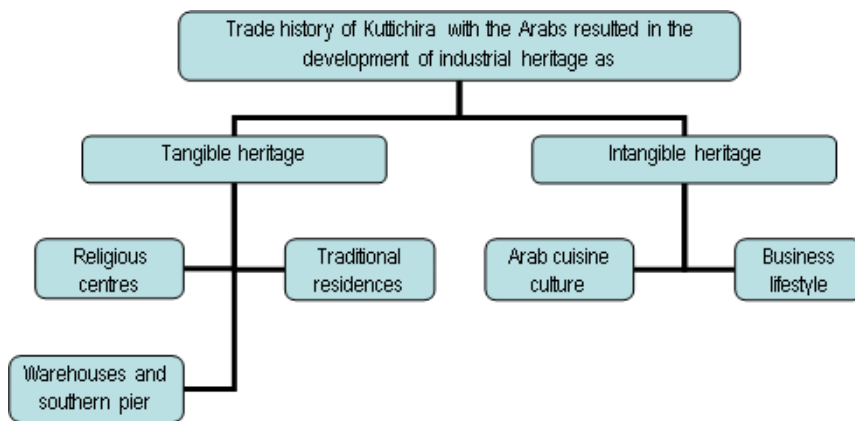 Trade history of Kuttichira with the Arabs resulted in the
development of industrial heritage as
Tangible heritage
Intangible heritage
Religious
centres
Traditional
residences
Arab cuisine
culture
Business
lifestyle
Warehouses and
southern pier